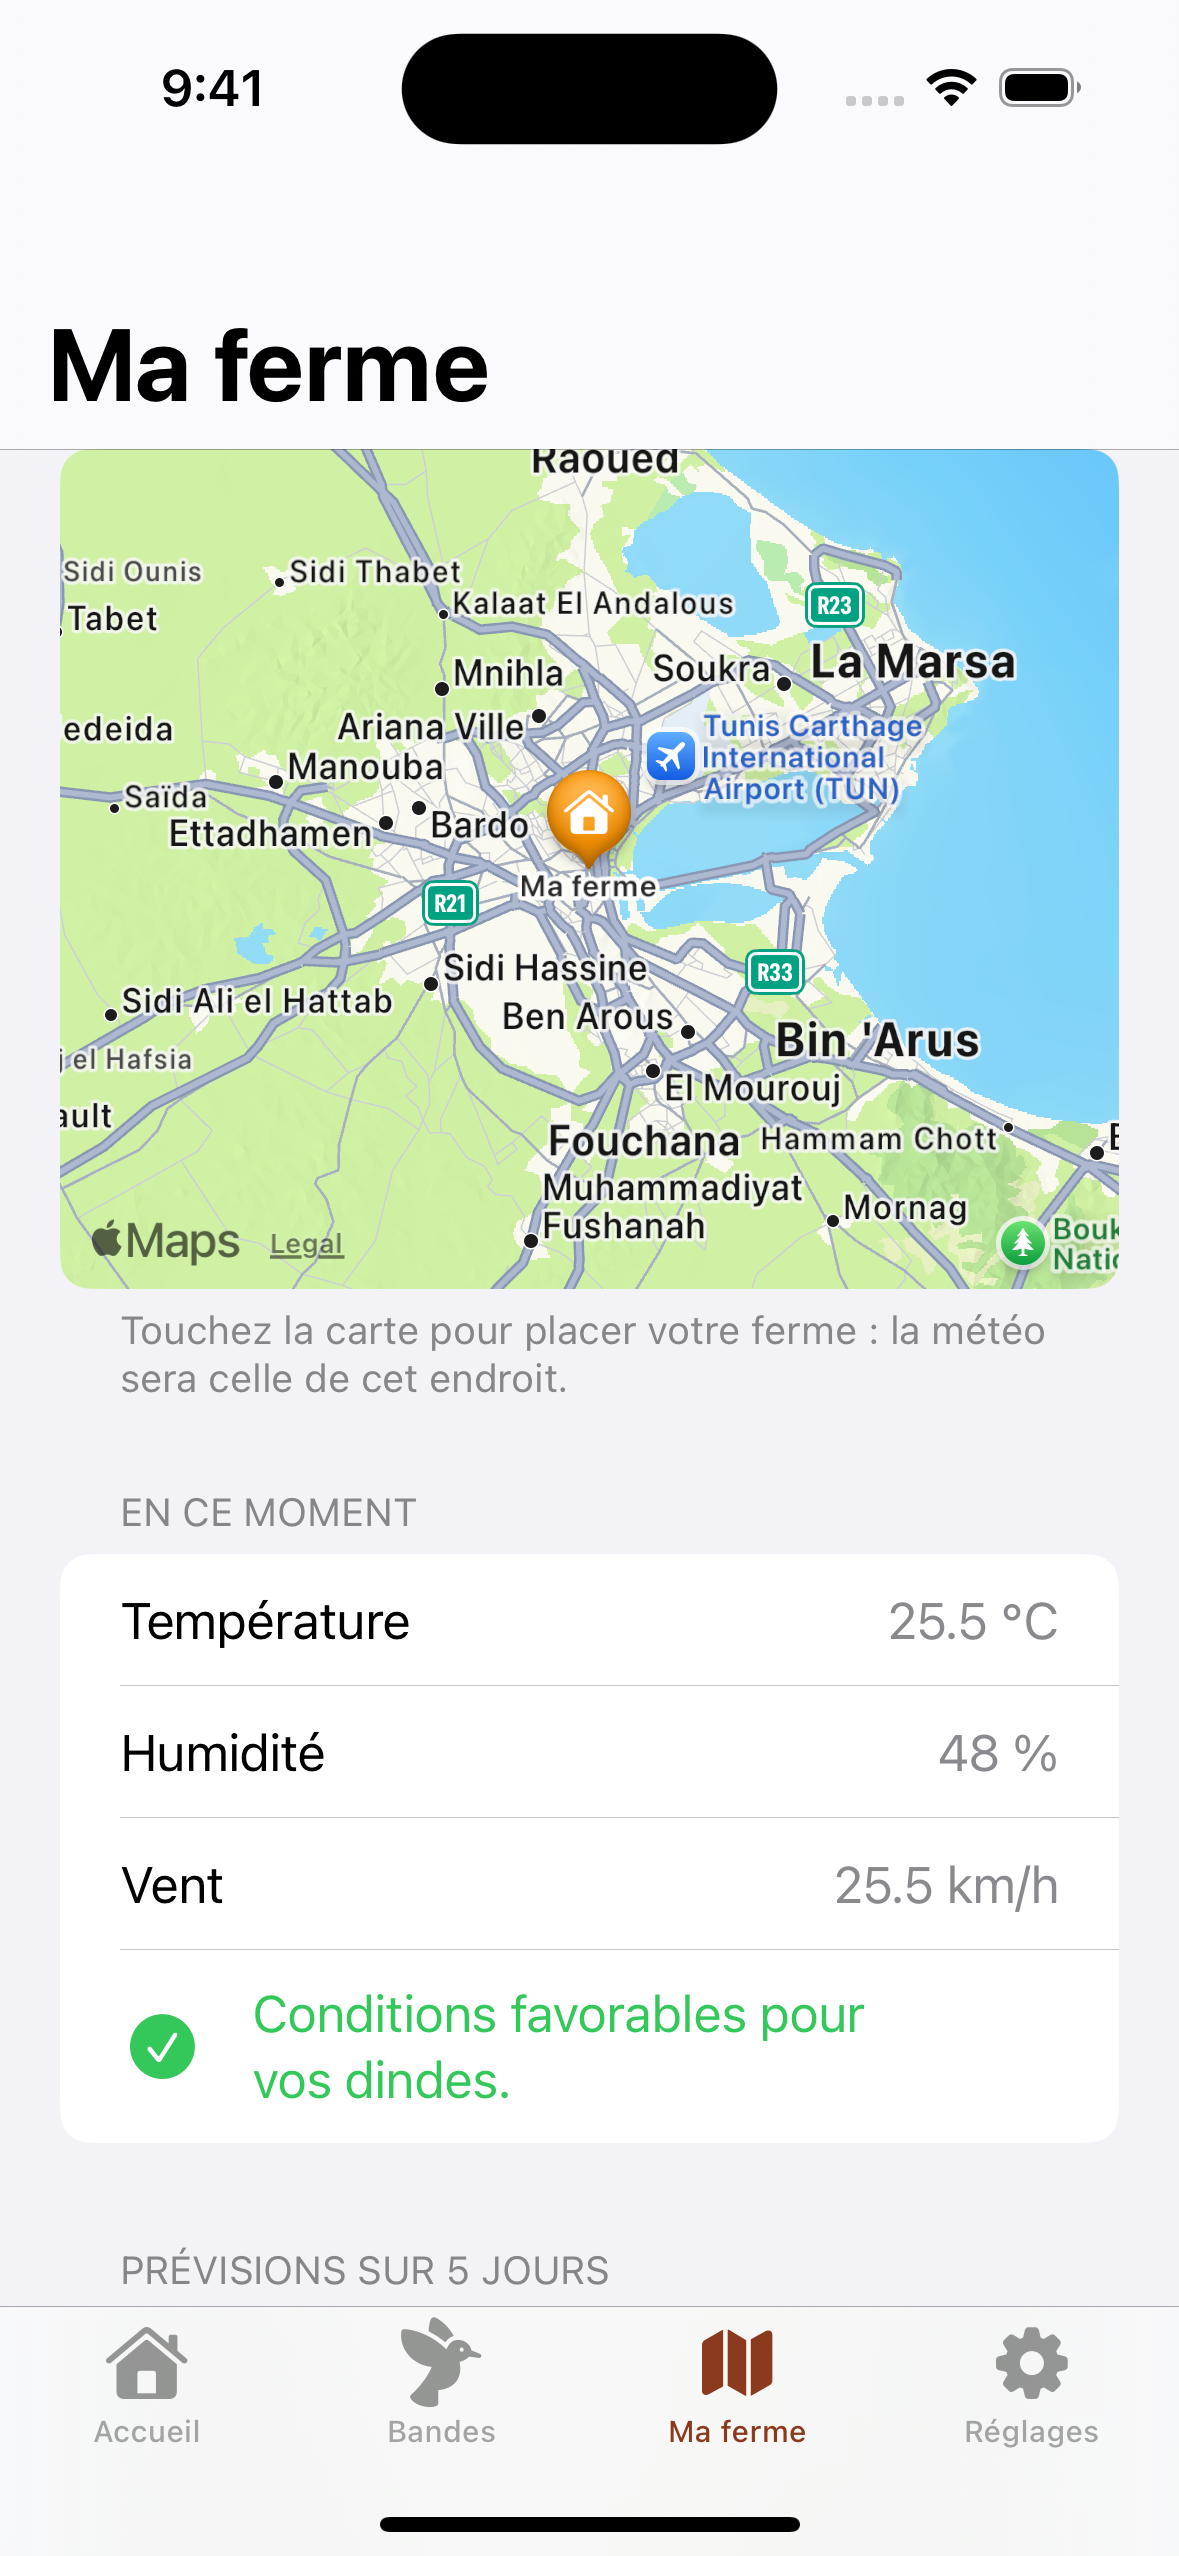 9:41
Ma ferme
Raoued
Sidi Ounis
Sidi Thabet
Tabet
Kalaat El Andalous
R23
Mnihla
Soukra
La Marsa
edeida
Ariana Ville
Tunis Carthage
International
Airport (TUN)
Manouba
Saïda
Ettadhamen
Bardo
Ma ferme
R21
Sidi Hassine
R33
Sidi Ali el Hattab
Ben Arous
Bin 'Arus
el Hafsia
El Mourouj
ault
Fouchana
Hammam Chott
Muhammadiyat
Fushanah
Mornag
Maps
Legal
Bouk
Natio
Touchez la carte pour placer votre ferme : la météo
sera celle de cet endroit.
EN CE MOMENT
Température
25.5 °C
Humidité
48 %
Vent
25.5 km/h
Conditions favorables pour
vos dindes.
PRÉVISIONS SUR 5 JOURS
Accueil
Bandes
Ma ferme
Réglages